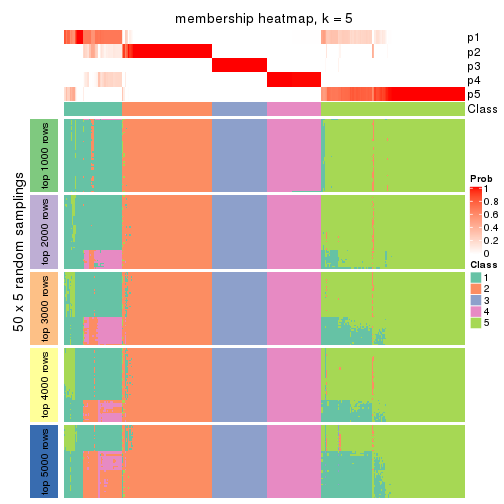 membership heatmap, k = 5
p1
p2
p3
p4
p5
Class
50 x 5 random samplings
top 1000 rows
top 2000 rows
top 3000 rows
top 4000 rows
top 5000 rows
Prob
1
0.8
0.6
0.4
0.2
0
Class
1
2
3
4
5